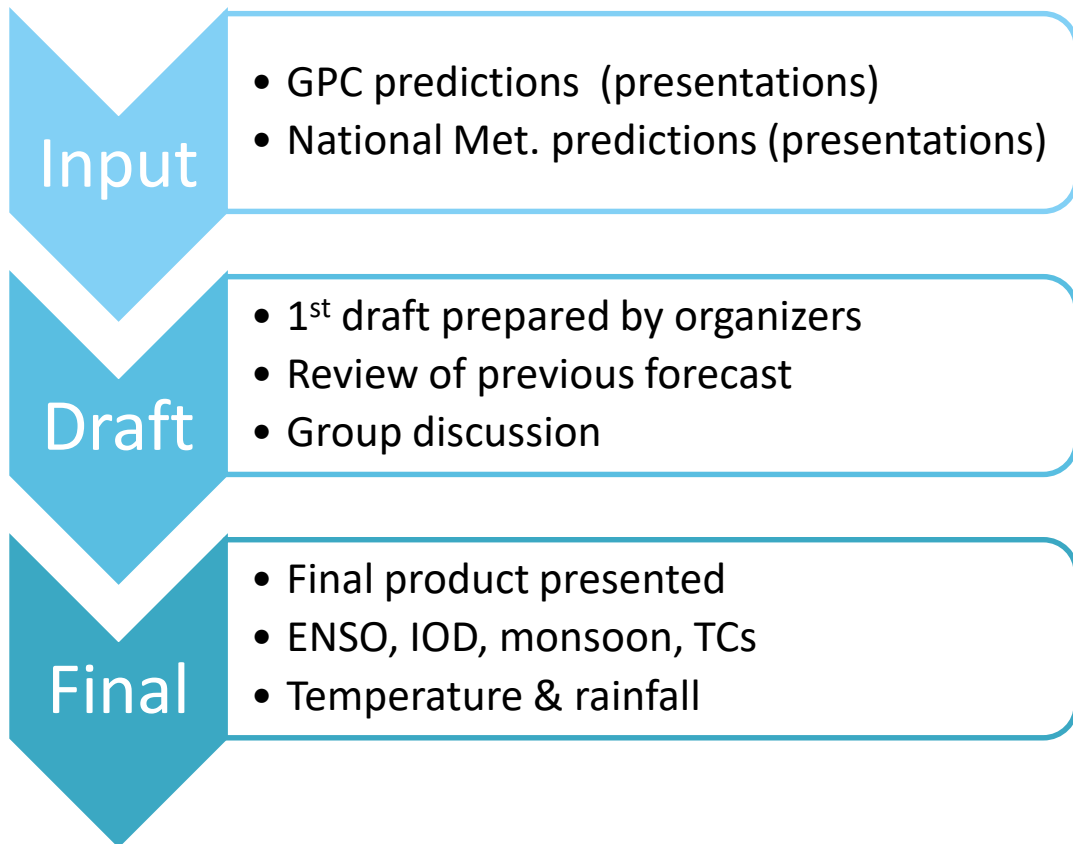 Input
• GPC predictions (presentations)
• National Met. predictions (presentations)
Draft
• 1st draft prepared by organizers
• Review of previous forecast
• Group discussion
Final
• Final product presented
• ENSO, IOD, monsoon, TCs
• Temperature & rainfall